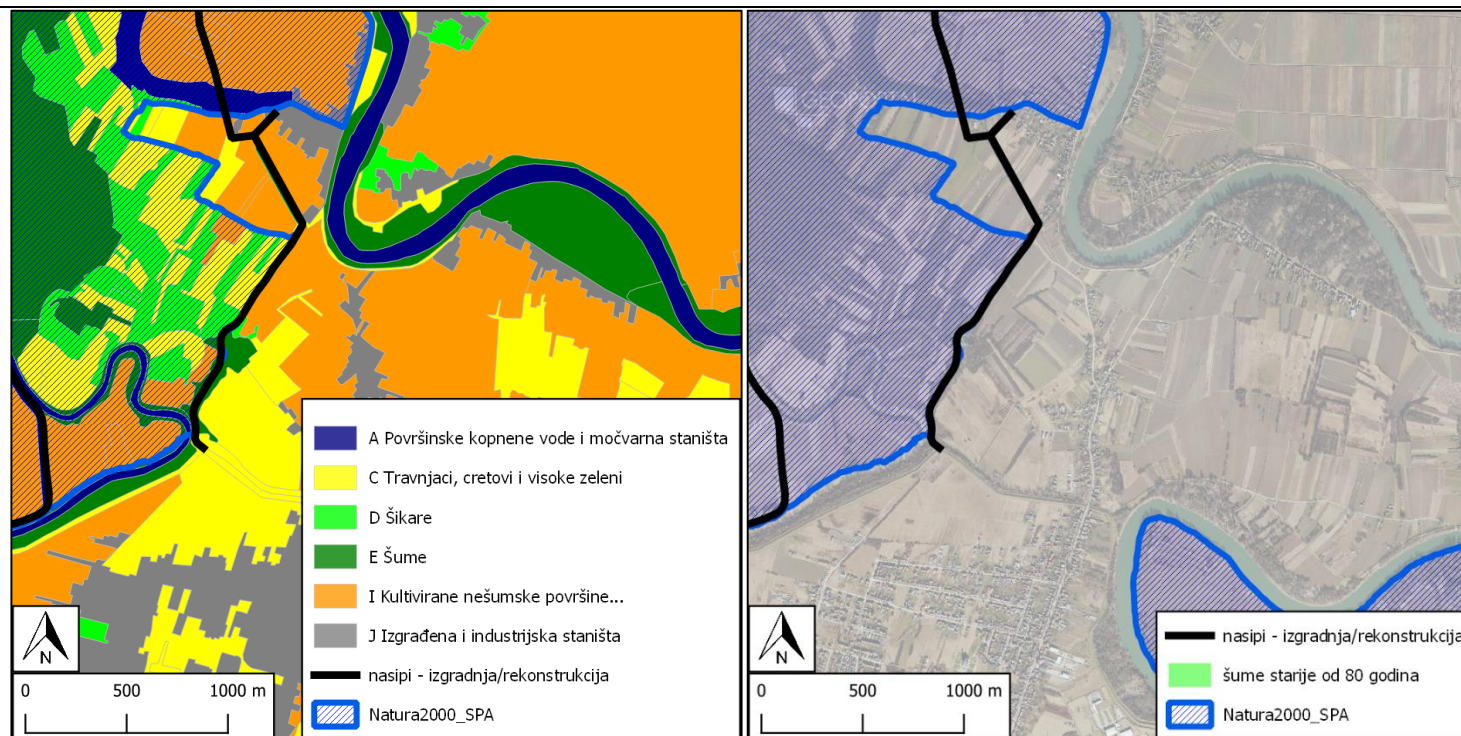 A Površinske kopnene vode i močvarna staništa
C Travnjaci, cretovi i visoke zeleni
D Šikare
E Šume
I Kultivirane nešumske površine...
J Izgrađena i industrijska staništa
nasipi - izgradnja/rekonstrukcija
Natura2000_SPA
N
0 500 1000 m
nasipi - izgradnja/rekonstrukcija
šume starije od 80 godina
Natura2000_SPA
N
0 500 1000 m